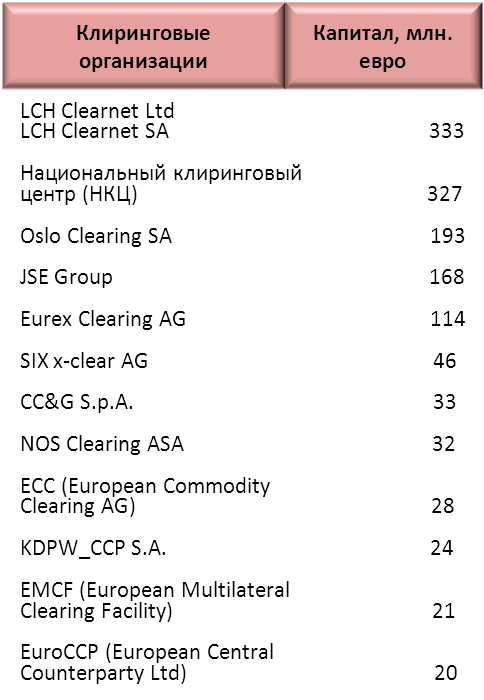 Клиринговые
организации
Капитал, млн.
евро
LCH Clearnet Ltd
LCH Clearnet SA 333
Национальный клиринговый
центр (НКЦ) 327
Oslo Clearing SA 193
JSE Group 168
Eurex Clearing AG 114
SIX x-clear AG 46
CC&G S.p.A. 33
NOS Clearing ASA 32
ECC (European Commodity
Clearing AG) 28
KDPW_CCP S.A. 24
EMCF (European Multilateral
Clearing Facility) 21
EuroCCP (European Central
Counterparty Ltd) 20